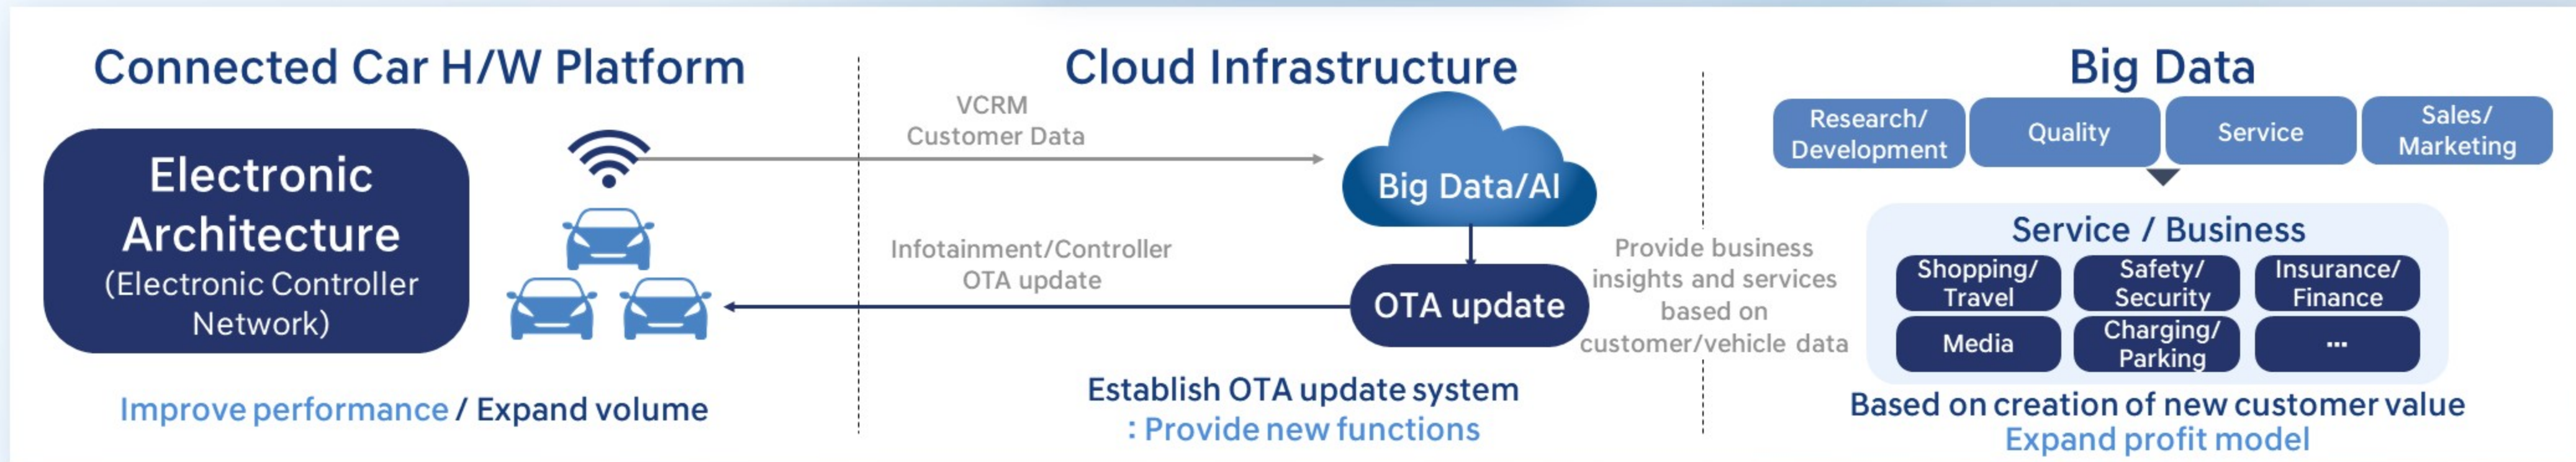 Connected Car H/W Platform
Electronic
Architecture
(Electronic Controller
Network)
Improve performance / Expand volume
Cloud Infrastructure
VCRM
Customer Data
Big Data/AI
Infotainment/Controller
OTA update
OTA update
Establish OTA update system
: Provide new functions
Provide business
insights and services
based on
customer/vehicle data
Big Data
Research/
Development
Quality
Service
Sales/
Marketing
Service / Business
Shopping/
Travel
Safety/
Security
Insurance/
Finance
Media
Charging/
Parking
...
Based on creation of new customer value
Expand profit model